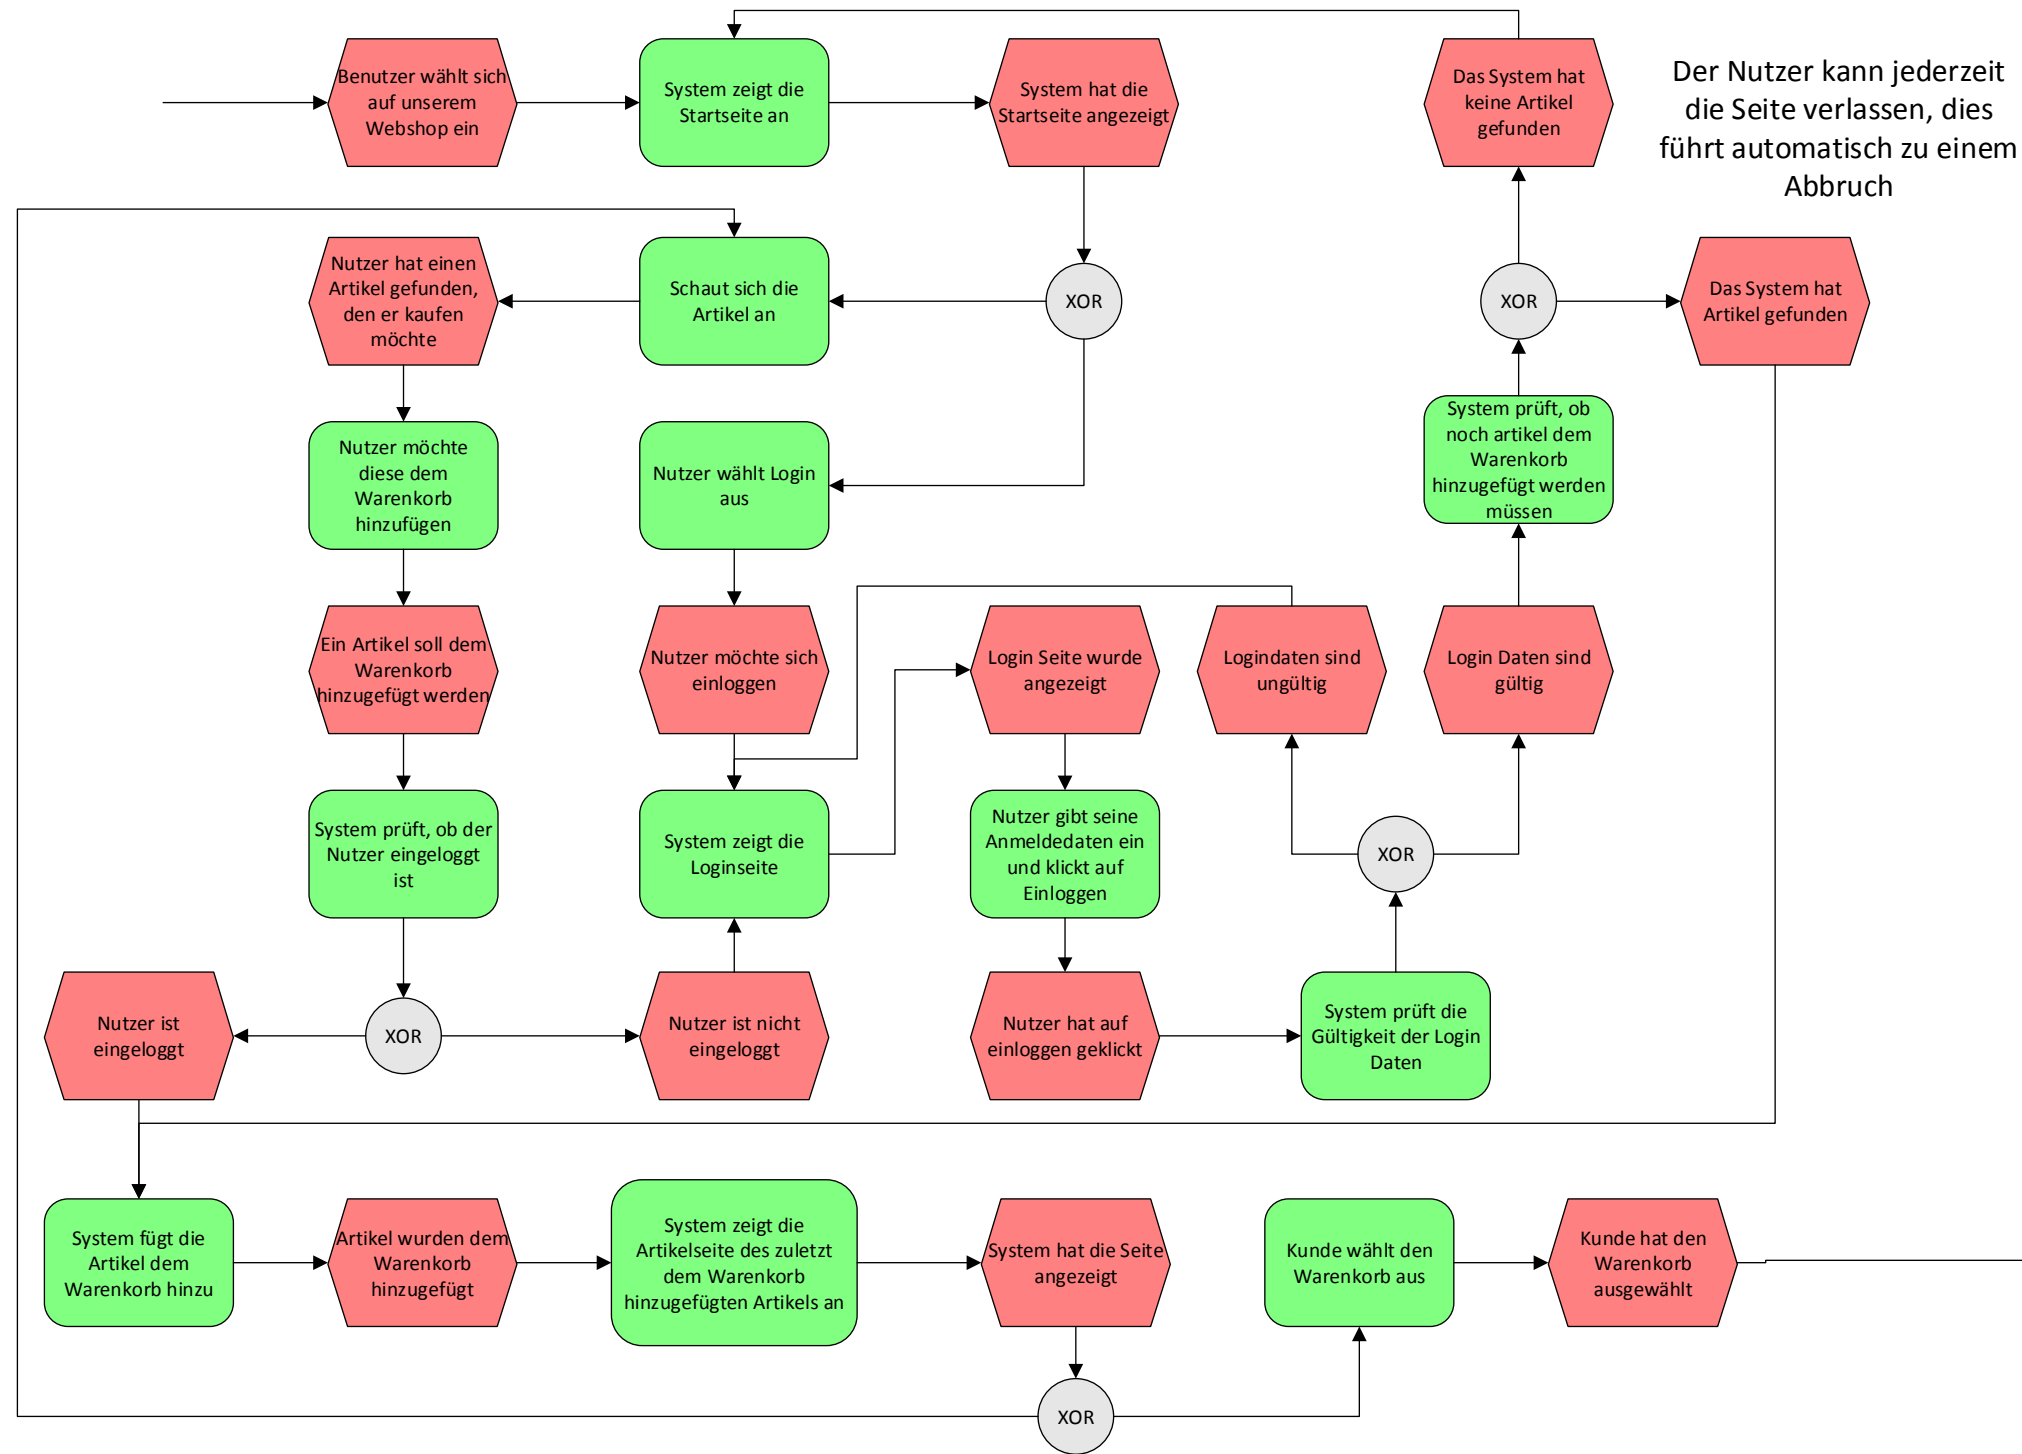 Benutzer wählt sich
auf unserem
Webshop ein
System zeigt die
Startseite an
System hat die
Startseite angezeigt
Das System hat
keine Artikel
gefunden
Der Nutzer kann jederzeit
die Seite verlassen, dies
führt automatisch zu einem
Abbruch
Nutzer hat einen
Artikel gefunden,
den er kaufen
möchte
Schaut sich die
Artikel an
XOR
XOR
Das System hat
Artikel gefunden
Nutzer möchte
diese dem
Warenkorb
hinzufügen
Nutzer wählt Login
aus
System prüft, ob
noch artikel dem
Warenkorb
hinzugefügt werden
müssen
Ein Artikel soll dem
Warenkorb
hinzugefügt werden
Nutzer möchte sich
einloggen
Login Seite wurde
angezeigt
Logindaten sind
ungültig
Login Daten sind
gültig
System prüft, ob der
Nutzer eingeloggt
ist
System zeigt die
Loginseite
Nutzer gibt seine
Anmeldedaten ein
und klickt auf
Einloggen
XOR
Nutzer ist
eingeloggt
XOR
Nutzer ist nicht
eingeloggt
Nutzer hat auf
einloggen geklickt
System prüft die
Gültigkeit der Login
Daten
System fügt die
Artikel dem
Warenkorb hinzu
Artikel wurden dem
Warenkorb
hinzugefügt
System zeigt die
Artikelseite des zuletzt
dem Warenkorb
hinzugefügten Artikels an
System hat die Seite
angezeigt
Kunde wählt den
Warenkorb aus
Kunde hat den
Warenkorb
ausgewählt
XOR